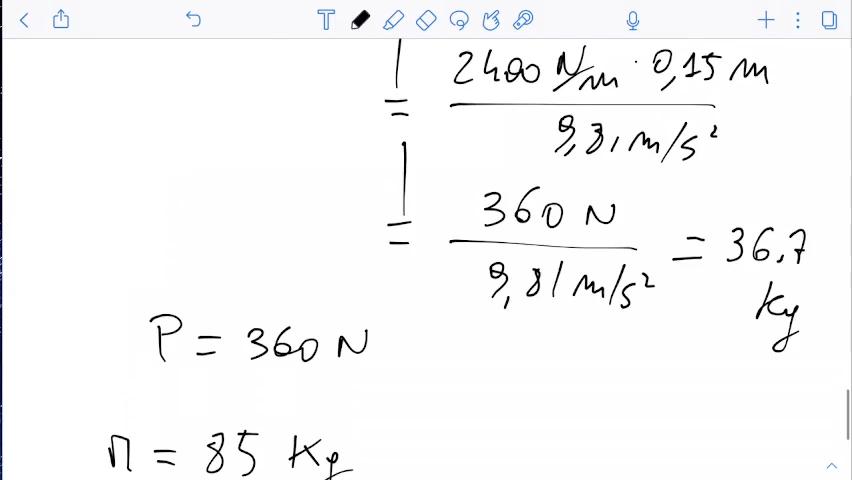 2400 N/m · 0,15 m
=
9,81 m/s²
360 N
= = 36,7
9,81 m/s² Kg
P = 360 N
m = 85 Kg